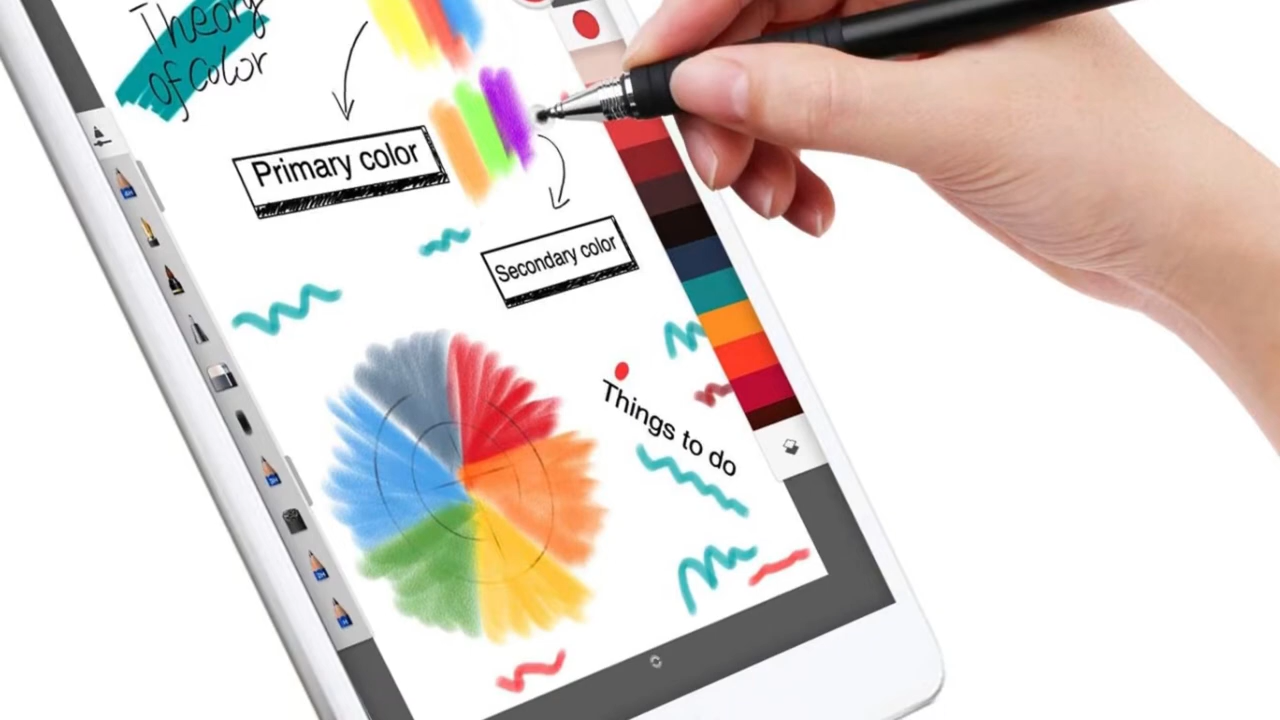 Theory
of Color
Primary color
Secondary color
Things to do